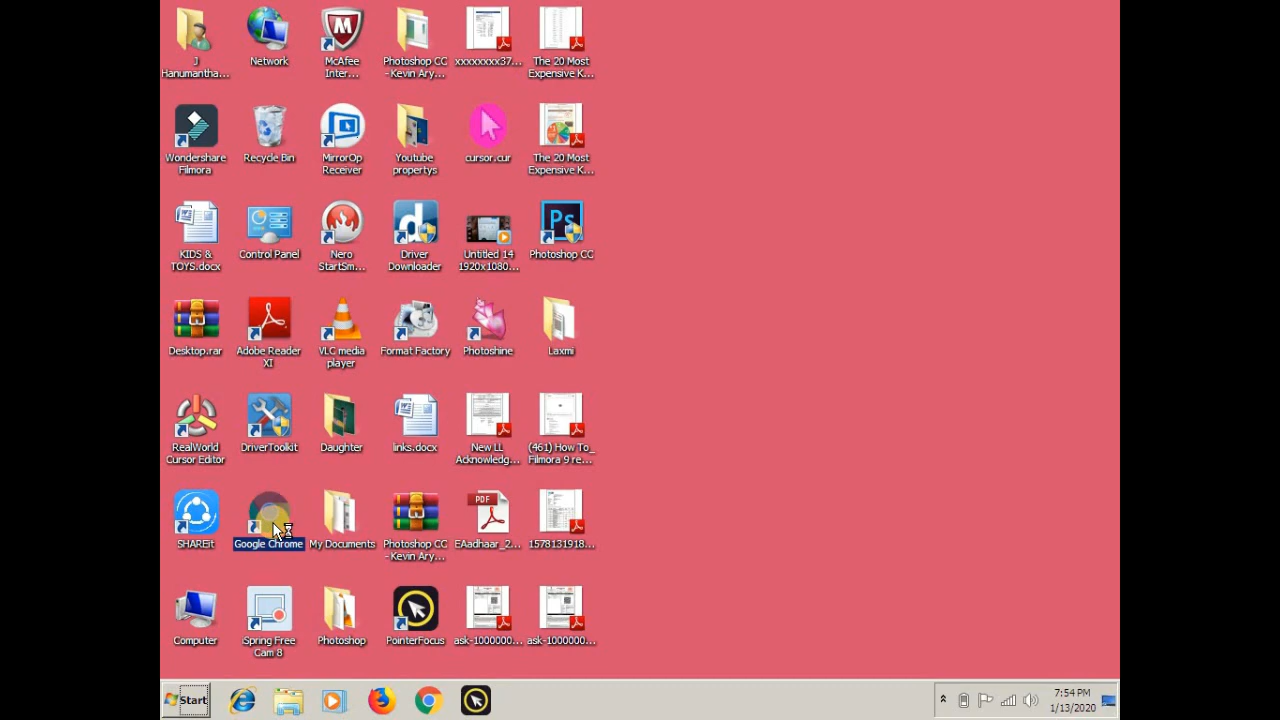 J
Hanumantha...
Network
McAfee
Inter...
Photoshop CC
- Kevin Ary...
xxxxxxxx37...
The 20 Most
Expensive K...
Wondershare
Filmora
Recycle Bin
MirrorOp
Receiver
Youtube
propertys
cursor.cur
The 20 Most
Expensive K...
KIDS &
TOYS.docx
Control Panel
Nero
StartSm...
Driver
Downloader
Untitled 14
1920x1080...
Ps
Photoshop CC
Desktop.rar
Adobe Reader
XI
VLC media
player
Format Factory
Photoshine
Laxmi
RealWorld
Cursor Editor
DriverToolkit
Daughter
links.docx
New LL
Acknowledg...
(461) How To_
Filmora 9 re...
SHAREit
Google Chrome
My Documents
Photoshop CC
- Kevin Ary...
PDF
EAadhaar_2...
1578131918...
Computer
iSpring Free
Cam 8
Photoshop
PointerFocus
ask-1000000...
ask-1000000...
Start
7:54 PM
1/13/2020